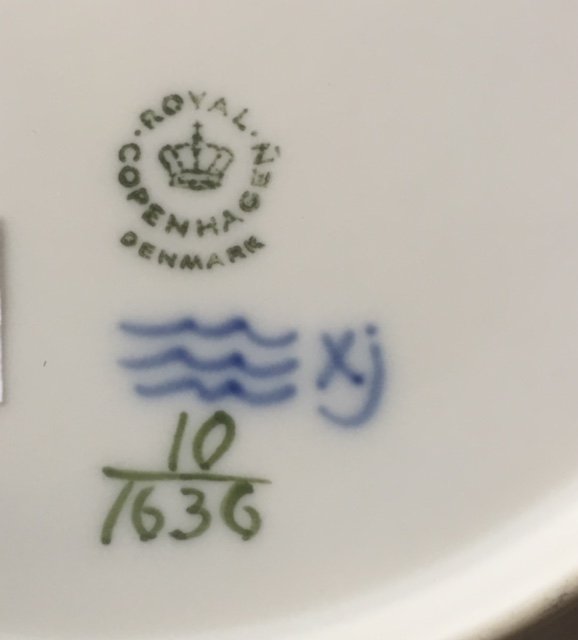 ROYAL
COPENHAGEN
DENMARK
xj
10
1636